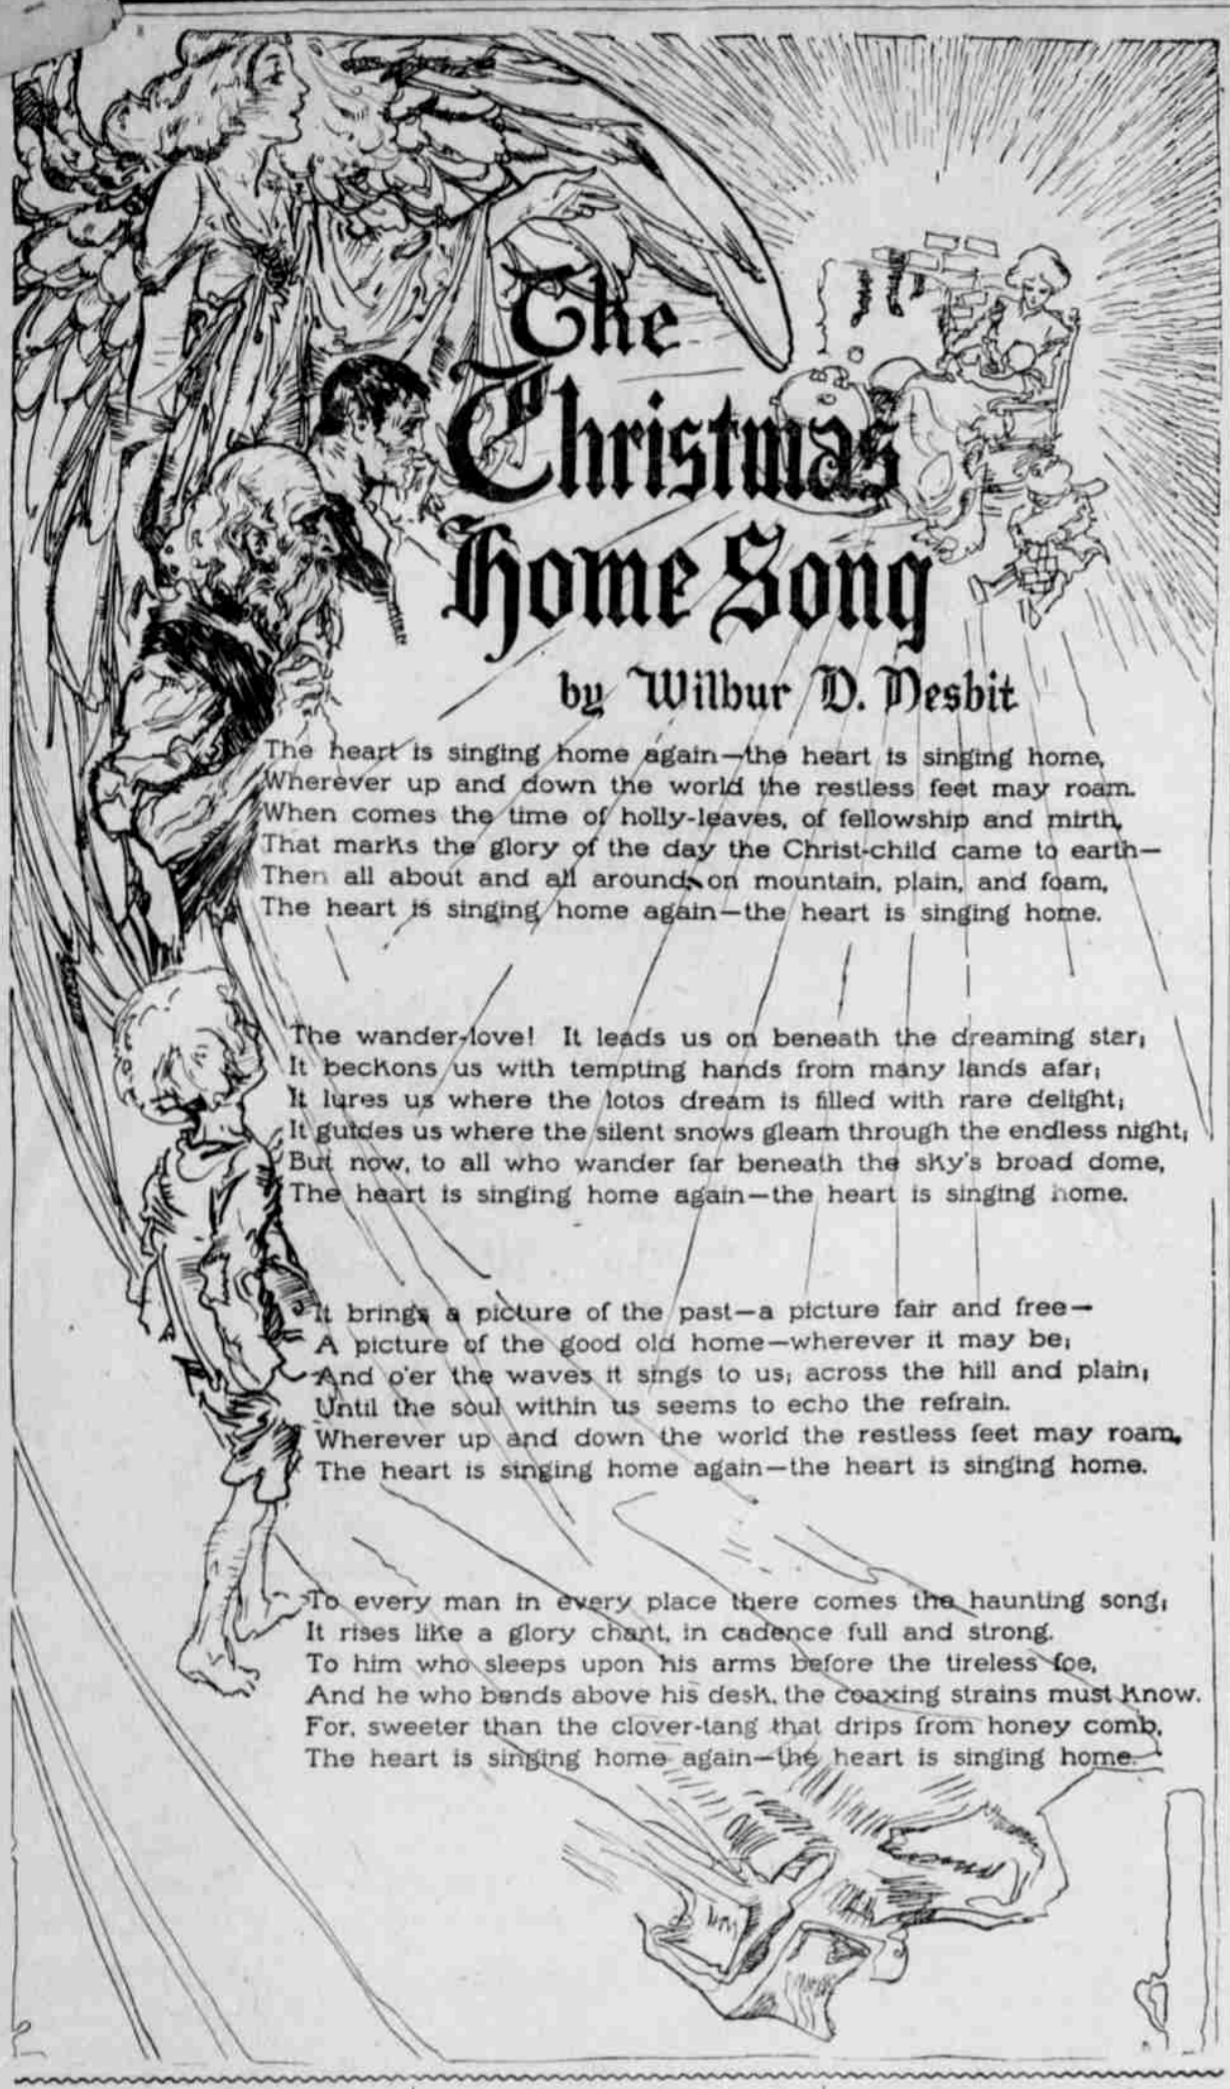 The
Christmas
Home Song
by Wilbur D. Nesbit
The heart is singing home again—the heart is singing home,
Wherever up and down the world the restless feet may roam.
When comes the time of holly-leaves, of fellowship and mirth,
That marks the glory of the day the Christ-child came to earth—
Then all about and all around, on mountain, plain, and foam,
The heart is singing home again—the heart is singing home.
The wander-love! It leads us on beneath the dreaming star;
It beckons us with tempting hands from many lands afar;
It lures us where the lotos dream is filled with rare delight;
It guides us where the silent snows gleam through the endless night;
But now, to all who wander far beneath the sky's broad dome,
The heart is singing home again—the heart is singing home.
It brings a picture of the past—a picture fair and free—
A picture of the good old home—wherever it may be;
And o'er the waves it sings to us; across the hill and plain;
Until the soul within us seems to echo the refrain.
Wherever up and down the world the restless feet may roam,
The heart is singing home again—the heart is singing home.
To every man in every place there comes the haunting song;
It rises like a glory chant, in cadence full and strong.
To him who sleeps upon his arms before the tireless foe,
And he who bends above his desk, the coaxing strains must know.
For, sweeter than the clover-tang that drips from honey comb,
The heart is singing home again—the heart is singing home.